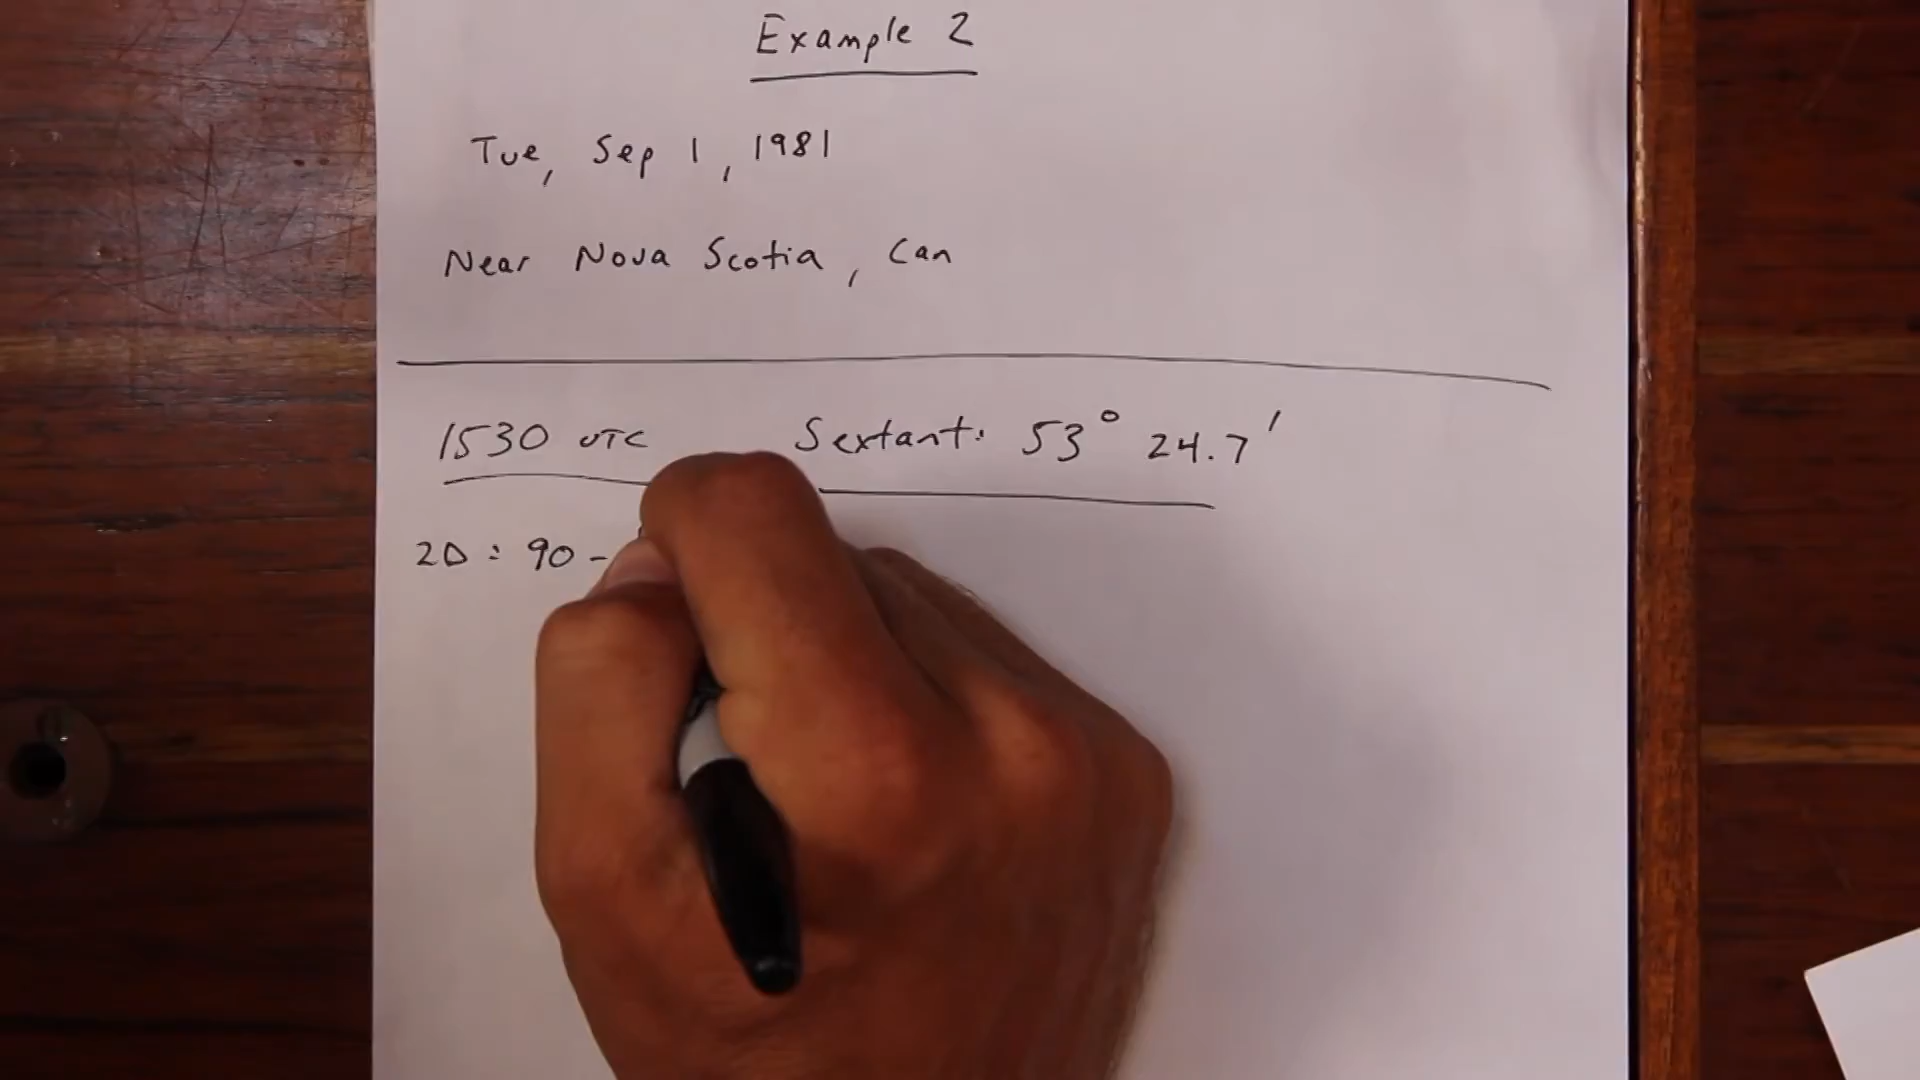 Example 2
Tue, Sep 1, 1981
Near Nova Scotia, Can
1530 UTC Sextant: 53° 24.7'
ZD: 90 -